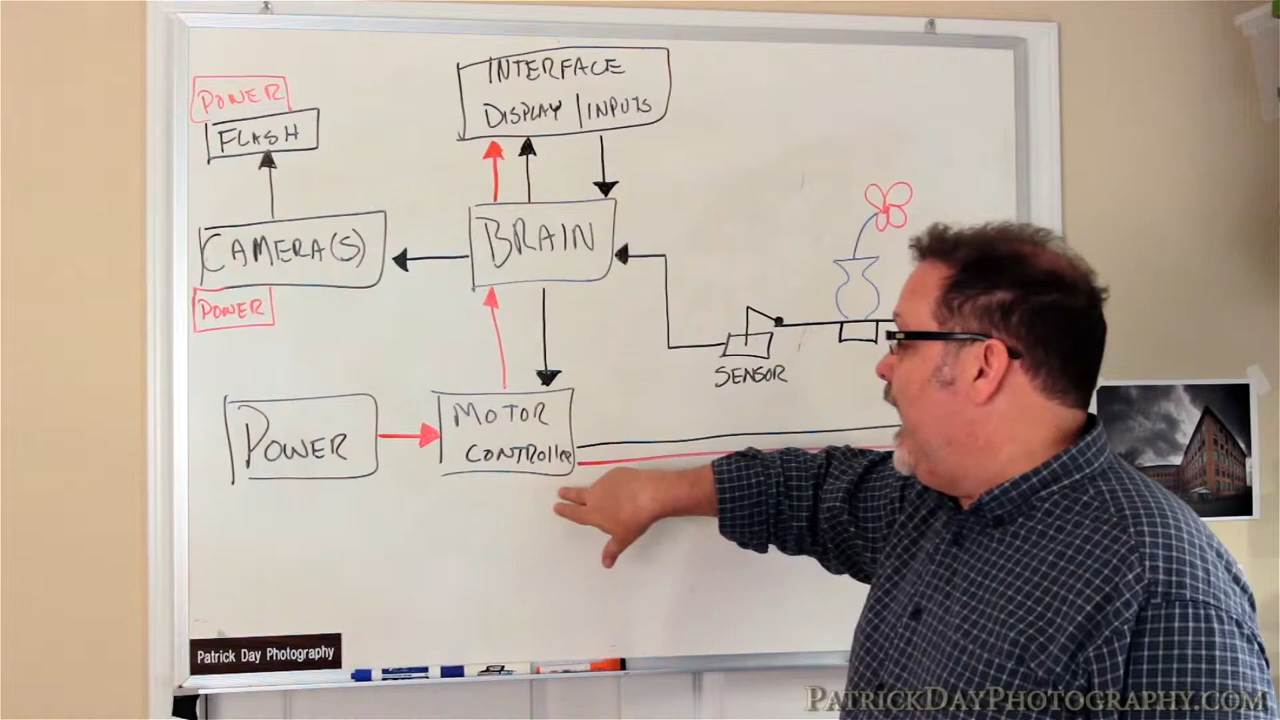 POWER
FLASH
INTERFACE
DISPLAY / INPUTS
CAMERA(S)
BRAIN
POWER
SENSOR
POWER
MOTOR
CONTROLLER
Patrick Day Photography
PATRICKDAYPHOTOGRAPHY.COM